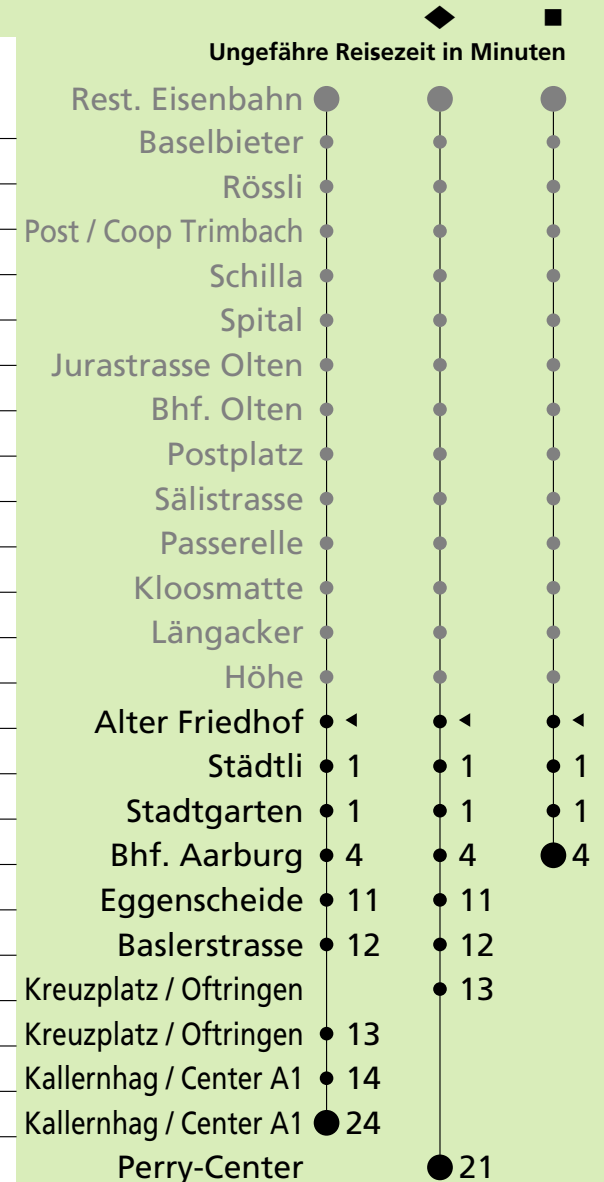 Ungefähre Reisezeit in Minuten
Rest. Eisenbahn
Baselbieter
Rössli
Post / Coop Trimbach
Schilla
Spital
Jurastrasse Olten
Bhf. Olten
Postplatz
Sälistrasse
Passerelle
Kloosmatte
Längacker
Höhe
Alter Friedhof
Städtli 1 1 1
Stadtgarten 1 1 1
Bhf. Aarburg 4 4 4
Eggenscheide 11 11
Baslerstrasse 12 12
Kreuzplatz / Oftringen 13
Kreuzplatz / Oftringen 13
Kallernhag / Center A1 14
Kallernhag / Center A1 24
Perry-Center 21